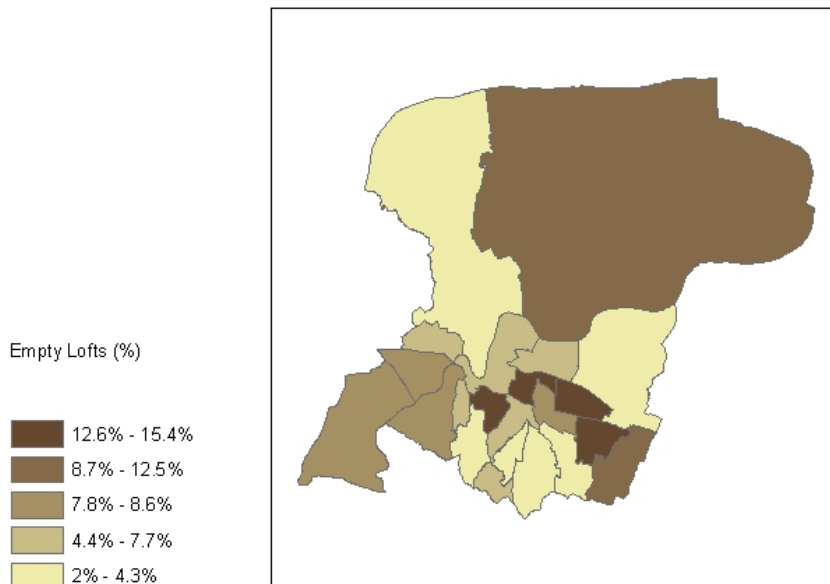 Empty Lofts (%)
12.6% - 15.4%
8.7% - 12.5%
7.8% - 8.6%
4.4% - 7.7%
2% - 4.3%